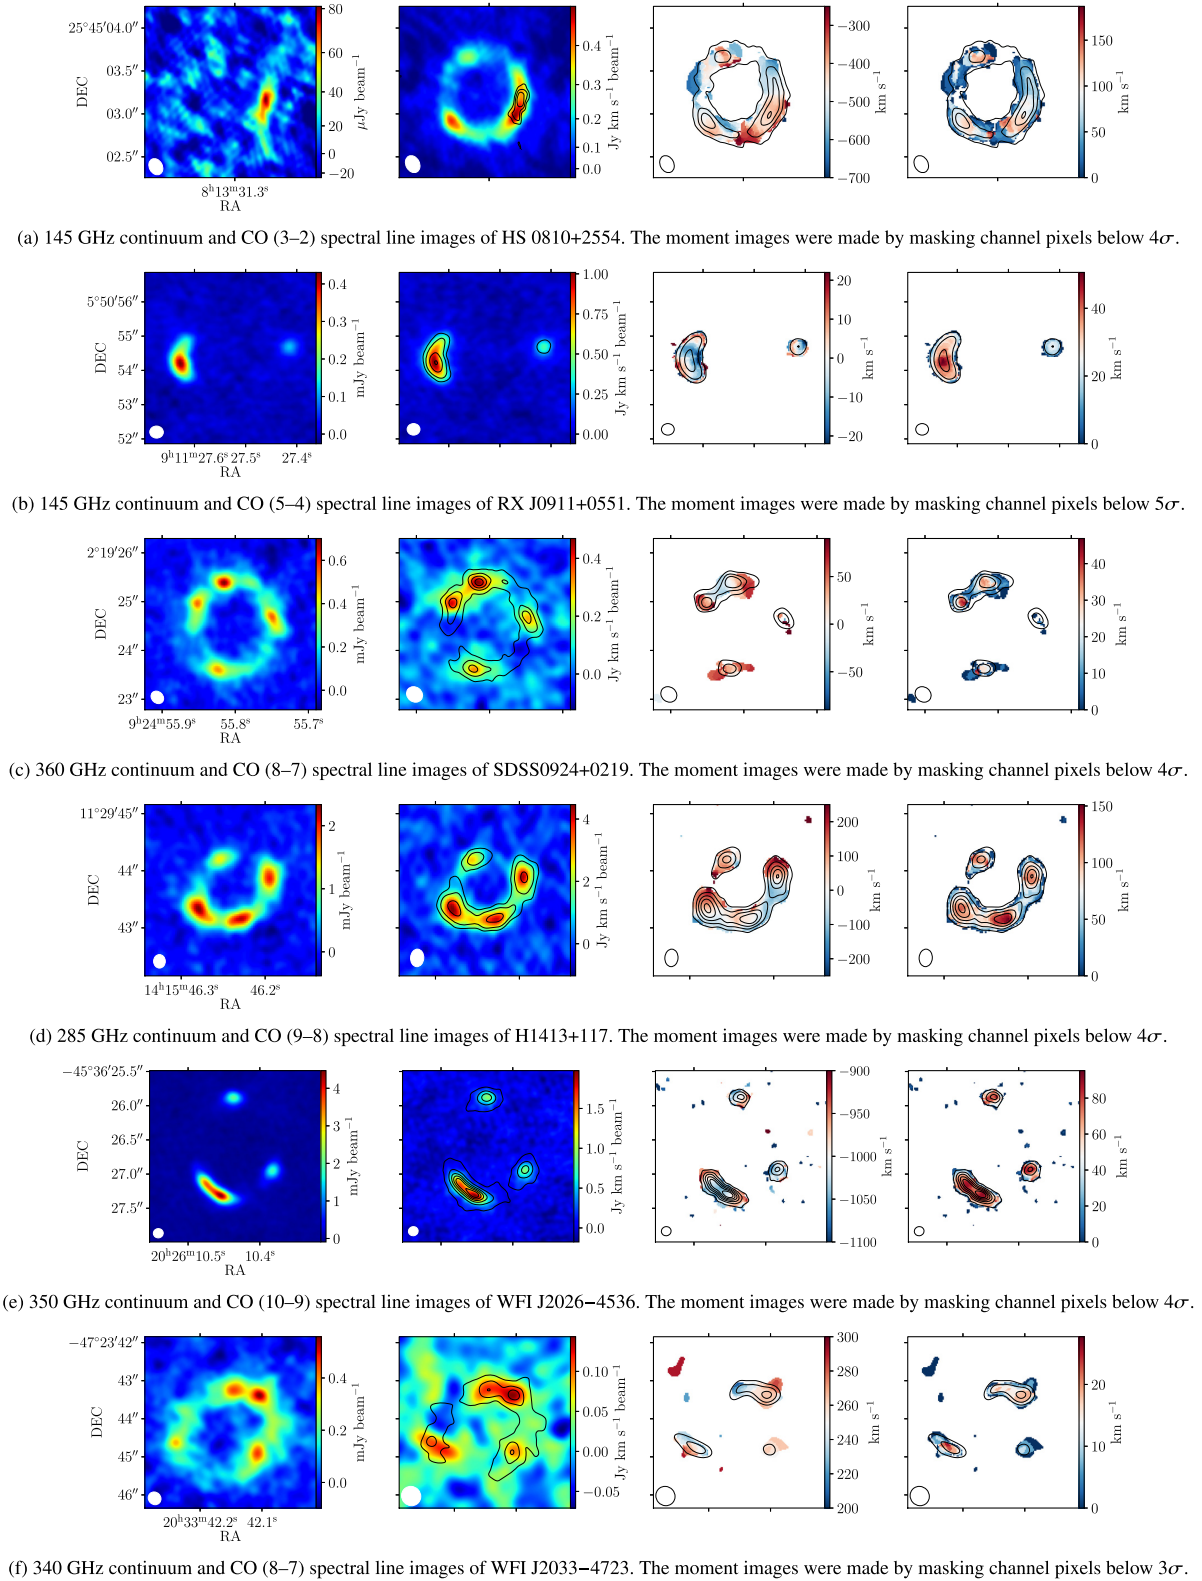 25°45′04.0″
03.5″
03.0″
02.5″
DEC
8ʰ13ᵐ31.3ˢ
RA
80
60
40
20
0
−20
μJy beam⁻¹
0.4
0.3
0.2
0.1
0.0
Jy km s⁻¹ beam⁻¹
−300
−400
−500
−600
−700
km s⁻¹
150
100
50
0
km s⁻¹
(a) 145 GHz continuum and CO (3–2) spectral line images of HS 0810+2554. The moment images were made by masking channel pixels below 4σ.
5°50′56″
55″
54″
53″
52″
DEC
9ʰ11ᵐ27.6ˢ 27.5ˢ 27.4ˢ
RA
0.4
0.3
0.2
0.1
0.0
mJy beam⁻¹
1.00
0.75
0.50
0.25
0.00
Jy km s⁻¹ beam⁻¹
20
10
0
−10
−20
km s⁻¹
40
20
0
km s⁻¹
(b) 145 GHz continuum and CO (5–4) spectral line images of RX J0911+0551. The moment images were made by masking channel pixels below 5σ.
2°19′26″
25″
24″
23″
DEC
9ʰ24ᵐ55.9ˢ 55.8ˢ 55.7ˢ
RA
0.6
0.4
0.2
0.0
mJy beam⁻¹
0.4
0.2
0.0
Jy km s⁻¹ beam⁻¹
50
0
−50
km s⁻¹
40
30
20
10
0
km s⁻¹
(c) 360 GHz continuum and CO (8–7) spectral line images of SDSS0924+0219. The moment images were made by masking channel pixels below 4σ.
11°29′45″
44″
43″
DEC
14ʰ15ᵐ46.3ˢ 46.2ˢ
RA
2
1
0
mJy beam⁻¹
4
2
0
Jy km s⁻¹ beam⁻¹
200
100
0
−100
−200
km s⁻¹
150
100
50
0
km s⁻¹
(d) 285 GHz continuum and CO (9–8) spectral line images of H1413+117. The moment images were made by masking channel pixels below 4σ.
−45°36′25.5″
26.0″
26.5″
27.0″
27.5″
DEC
20ʰ26ᵐ10.5ˢ 10.4ˢ
RA
4
3
2
1
0
mJy beam⁻¹
1.5
1.0
0.5
0.0
Jy km s⁻¹ beam⁻¹
−900
−950
−1000
−1050
−1100
km s⁻¹
80
60
40
20
0
km s⁻¹
(e) 350 GHz continuum and CO (10–9) spectral line images of WFI J2026−4536. The moment images were made by masking channel pixels below 4σ.
−47°23′42″
43″
44″
45″
46″
DEC
20ʰ33ᵐ42.2ˢ 42.1ˢ
RA
0.4
0.2
0.0
mJy beam⁻¹
0.10
0.05
0.00
−0.05
Jy km s⁻¹ beam⁻¹
300
280
260
240
220
200
km s⁻¹
20
10
0
km s⁻¹
(f) 340 GHz continuum and CO (8–7) spectral line images of WFI J2033−4723. The moment images were made by masking channel pixels below 3σ.